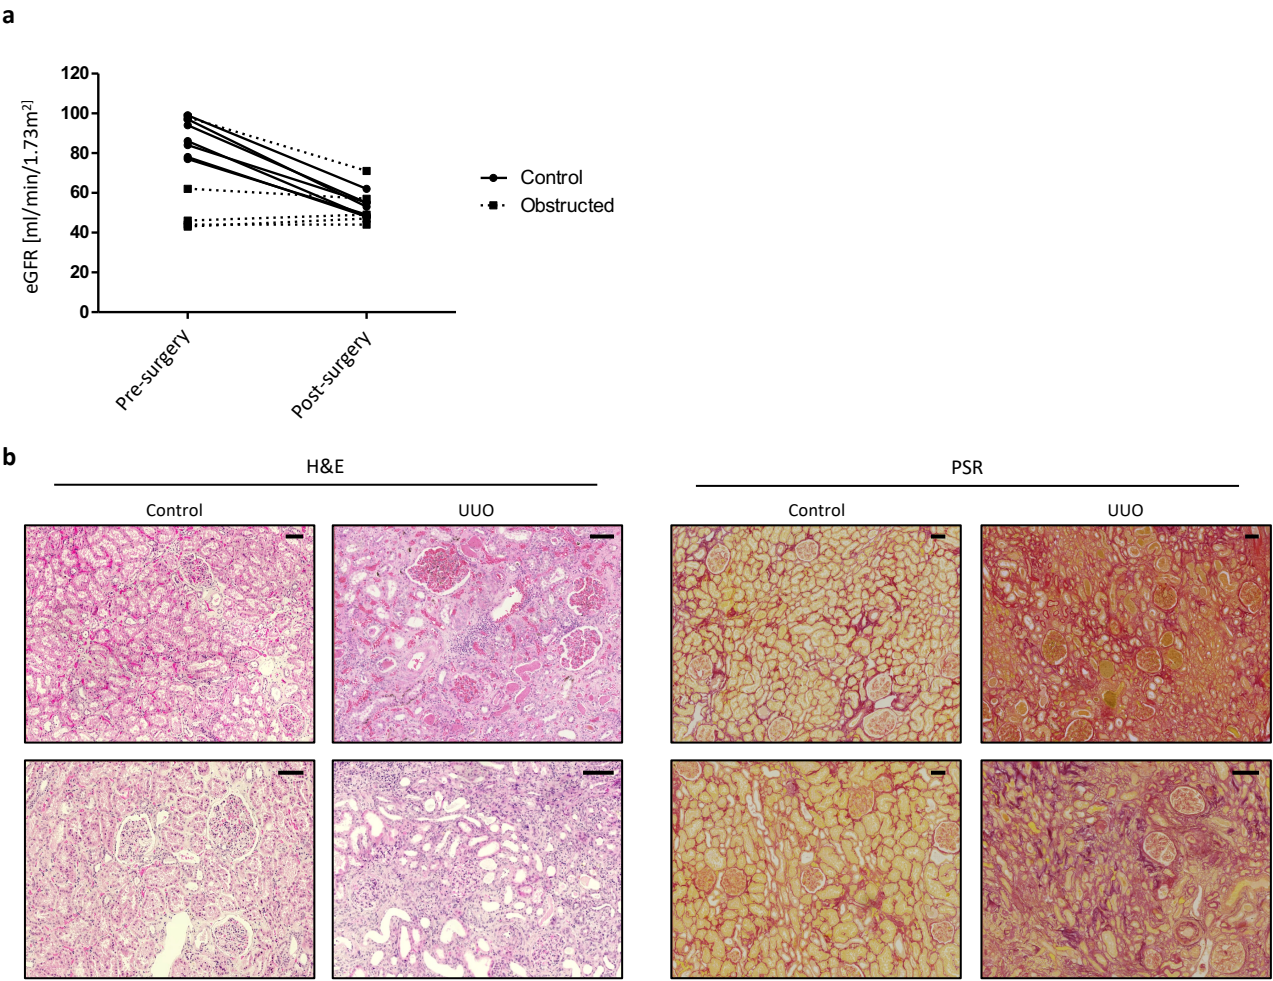 a
120
100
80
60
40
20
0
eGFR [ml/min/1.73m²]
Pre-surgery
Post-surgery
Control
Obstructed
b
H&E
PSR
Control
UUO
Control
UUO